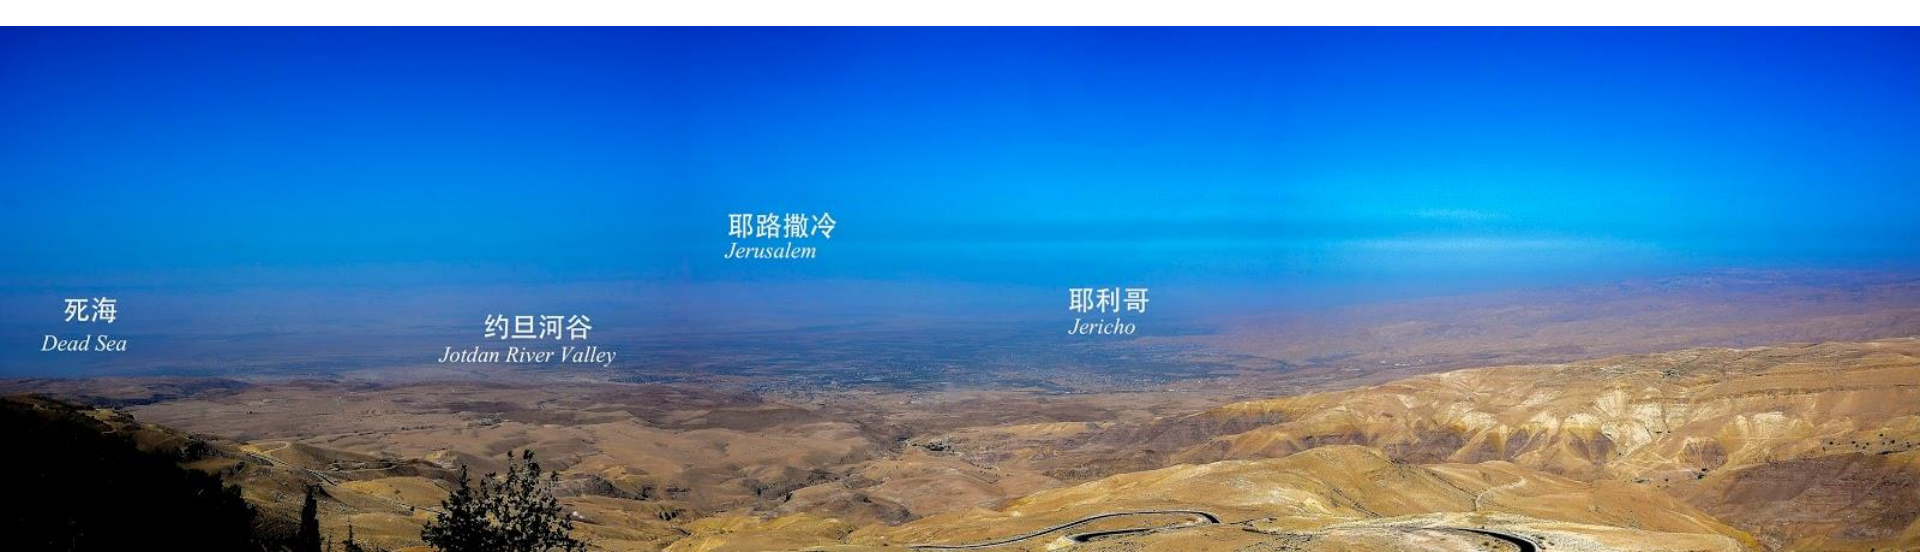 耶路撒冷
Jerusalem
死海
Dead Sea
约旦河谷
Jotdan River Valley
耶利哥
Jericho